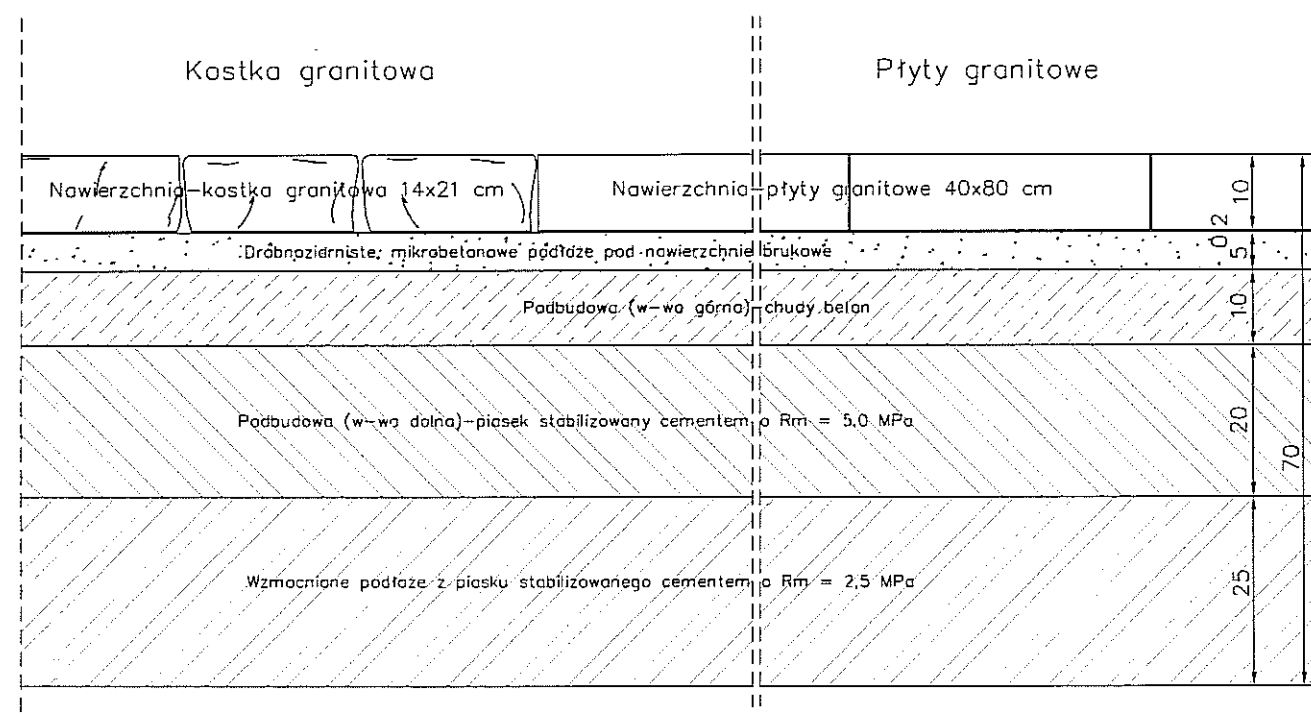 Kostka granitowa
Płyty granitowe
Nawierzchnia-kostka granitowa 14x21 cm
Nawierzchnia-płyty granitowe 40x80 cm
10
0 2
Drobnoziarniste, mikrobetonowe podłoże pod nawierzchnie brukowe
5
Podbudowa (w-wa górna)-chudy beton
10
Podbudowa (w-wa dolna)-piasek stabilizowany cementem o Rm = 5,0 MPa
20
70
Wzmocnione podłoże z piasku stabilizowanego cementem o Rm = 2,5 MPa
25